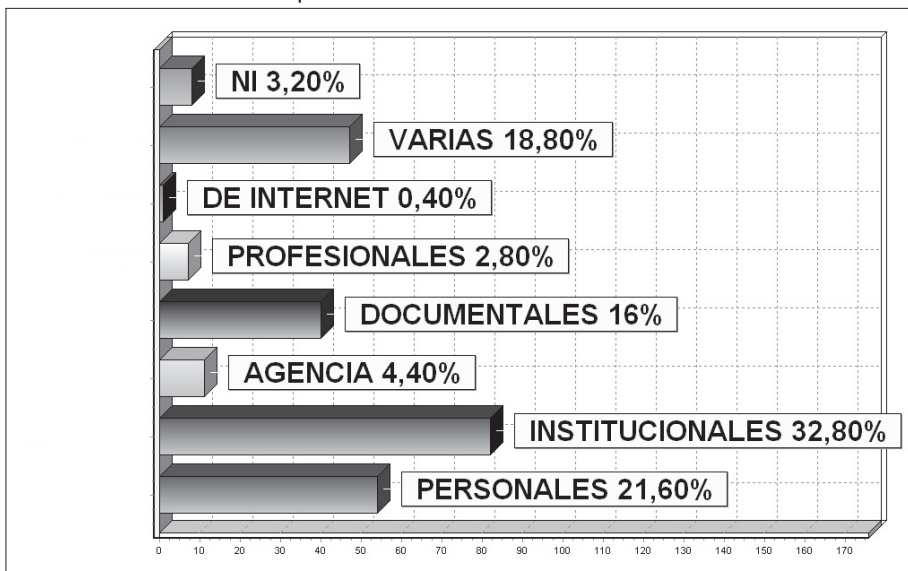 NI 3,20%
VARIAS 18,80%
DE INTERNET 0,40%
PROFESIONALES 2,80%
DOCUMENTALES 16%
AGENCIA 4,40%
INSTITUCIONALES 32,80%
PERSONALES 21,60%
0 10 20 30 40 50 60 70 80 90 100 110 120 130 140 150 160 170